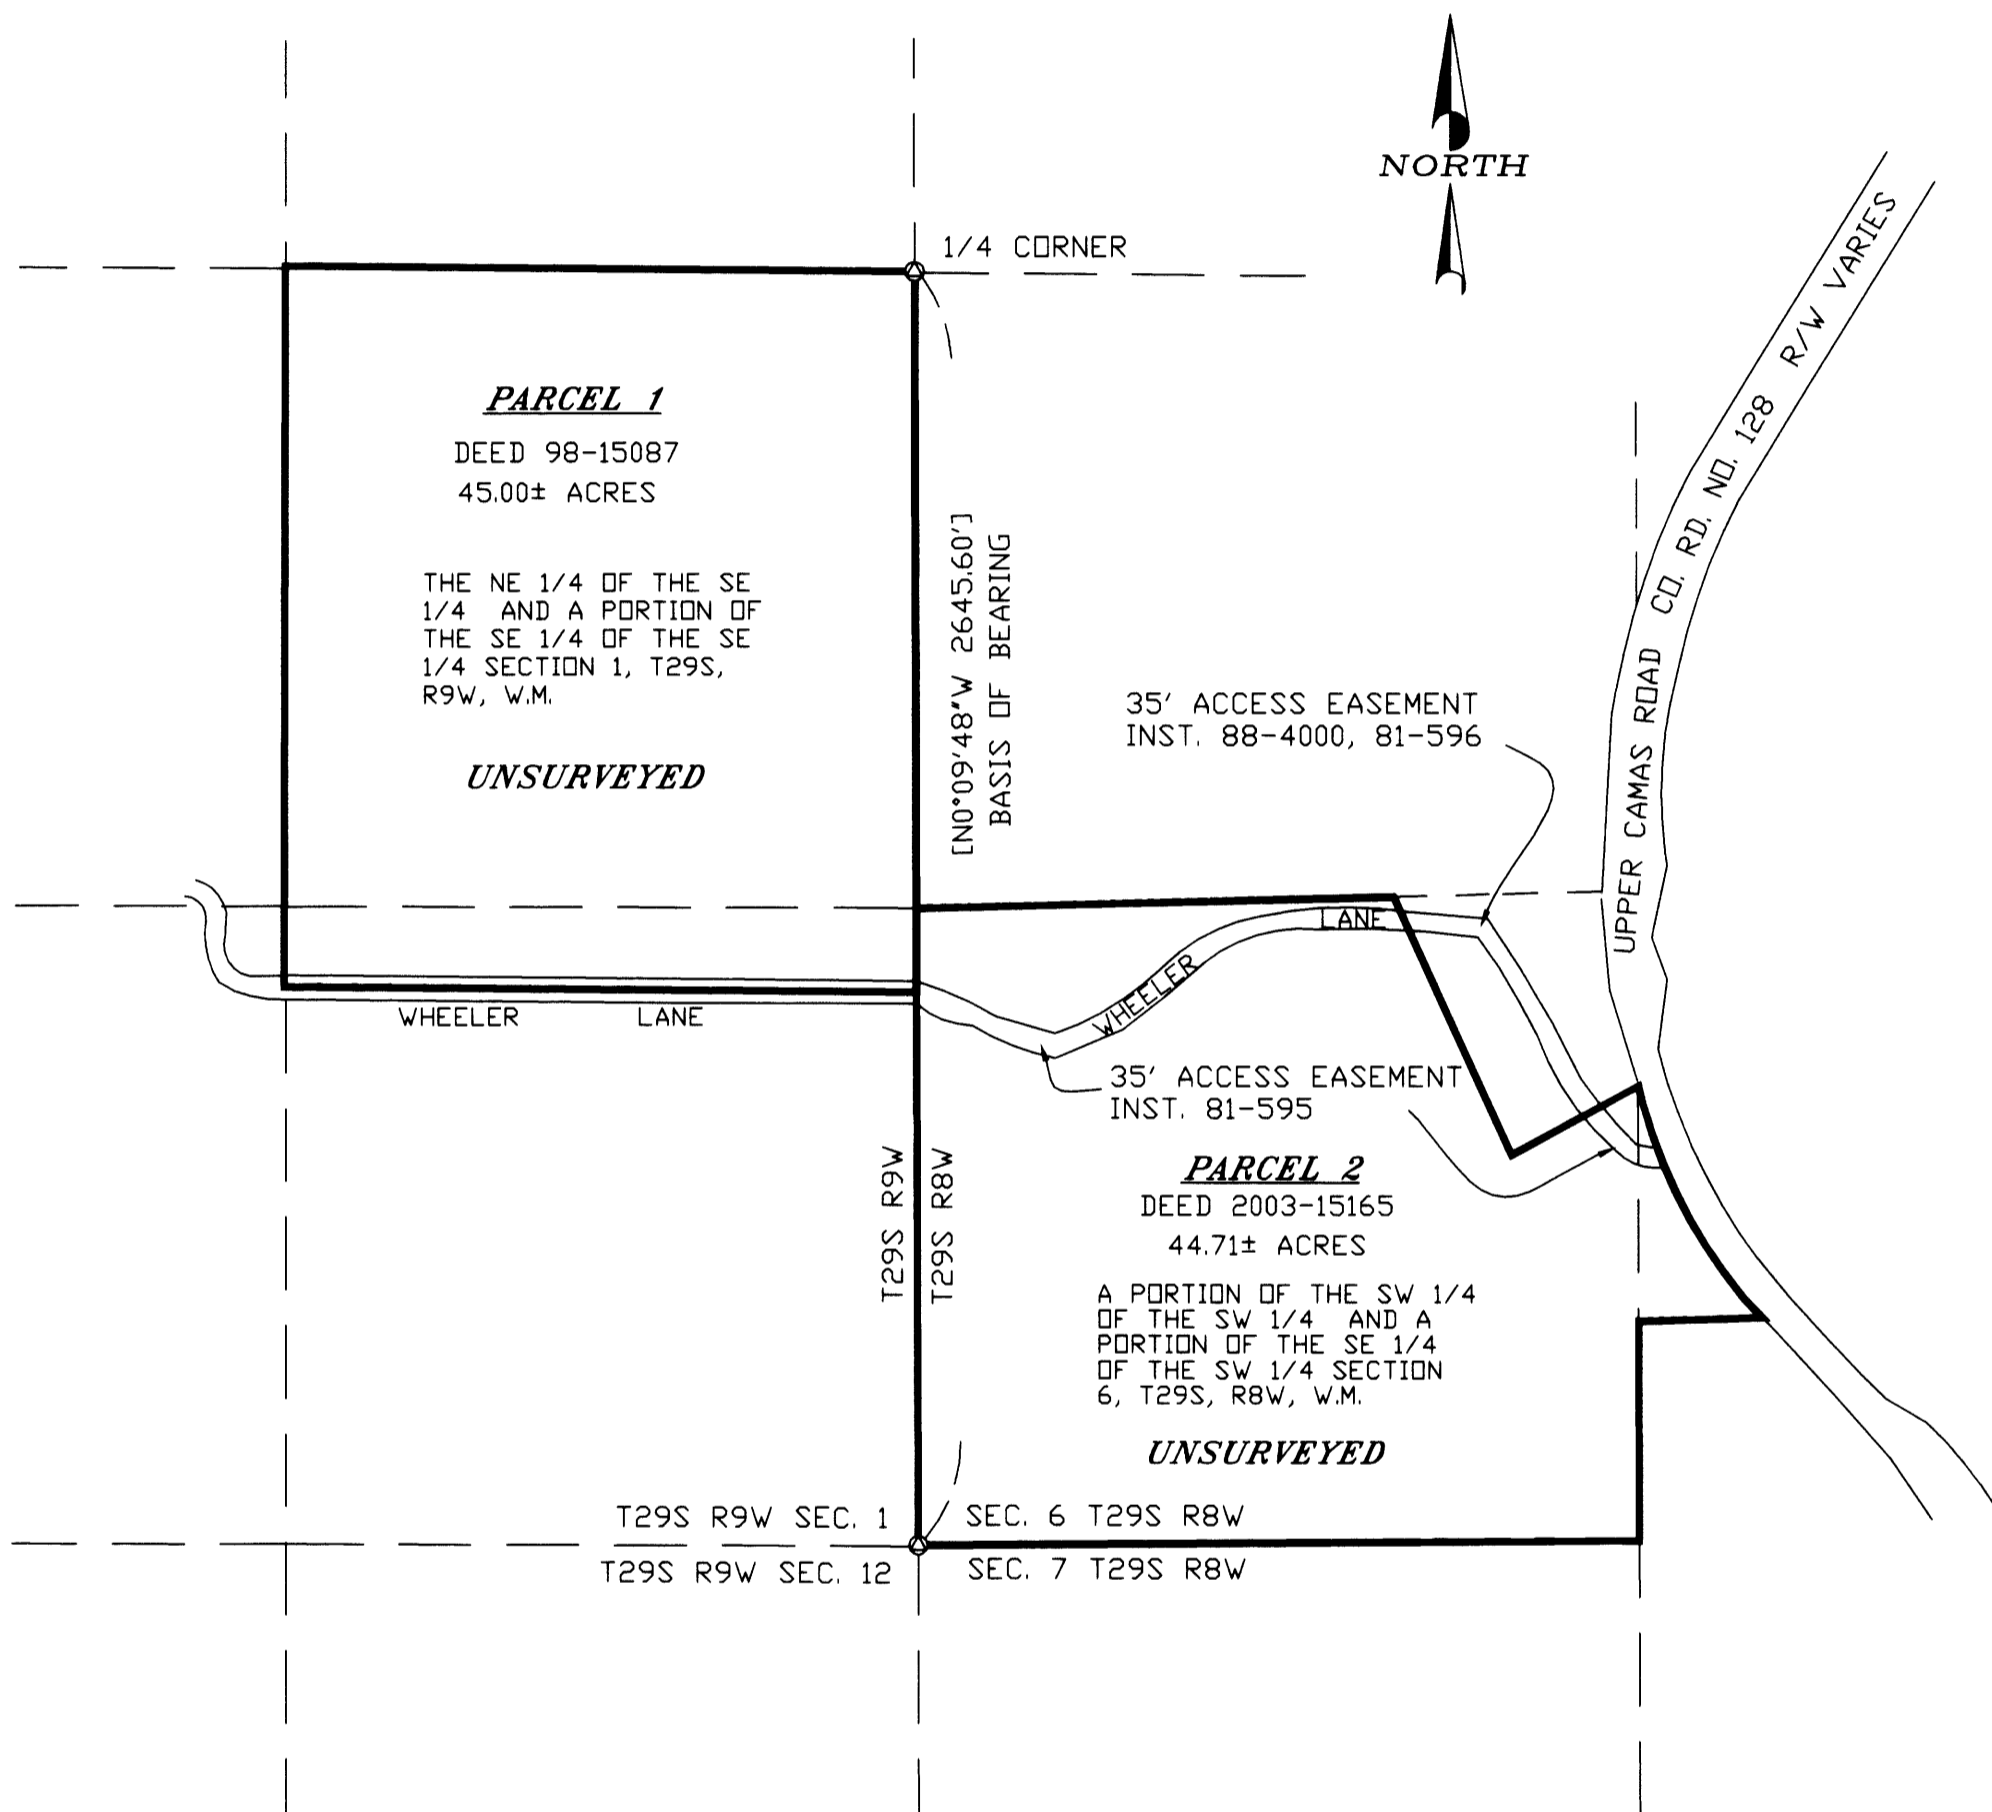 NORTH
1/4 CORNER
UPPER CAMAS ROAD CO. RD. NO. 128 R/W VARIES
PARCEL 1
DEED 98-15087
45.00± ACRES
THE NE 1/4 OF THE SE
1/4 AND A PORTION OF
THE SE 1/4 OF THE SE
1/4 SECTION 1, T29S,
R9W, W.M.
UNSURVEYED
[N0°09'48"W 2645.60']
BASIS OF BEARING
35' ACCESS EASEMENT
INST. 88-4000, 81-596
WHEELER LANE
WHEELER LANE
35' ACCESS EASEMENT
INST. 81-595
T29S R9W
T29S R8W
PARCEL 2
DEED 2003-15165
44.71± ACRES
A PORTION OF THE SW 1/4
OF THE SW 1/4 AND A
PORTION OF THE SE 1/4
OF THE SW 1/4 SECTION
6, T29S, R8W, W.M.
UNSURVEYED
T29S R9W SEC. 1
SEC. 6 T29S R8W
T29S R9W SEC. 12
SEC. 7 T29S R8W